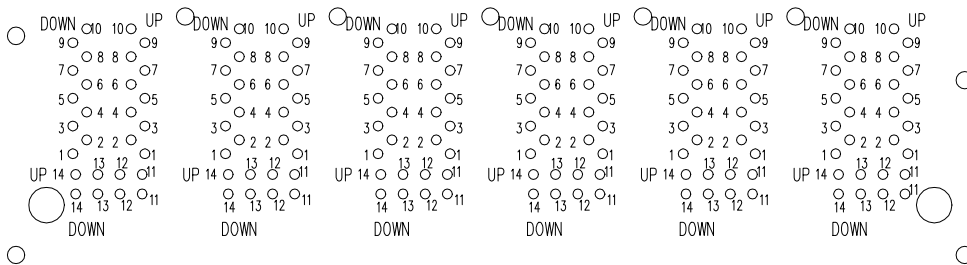 DOWN 10 10 UP DOWN 10 10 UP DOWN 10 10 UP DOWN 10 10 UP DOWN 10 10 UP DOWN 10 10 UP
9 9 9 9 9 9 9 9 9 9 9 9
8 8 8 8 8 8 8 8 8 8 8 8
7 7 7 7 7 7 7 7 7 7 7 7
6 6 6 6 6 6 6 6 6 6 6 6
5 5 5 5 5 5 5 5 5 5 5 5
4 4 4 4 4 4 4 4 4 4 4 4
3 3 3 3 3 3 3 3 3 3 3 3
2 2 2 2 2 2 2 2 2 2 2 2
1 1 1 1 1 1 1 1 1 1 1 1
13 12 13 12 13 12 13 12 13 12 13 12
UP 14 11 UP 14 11 UP 14 11 UP 14 11 UP 14 11 UP 14 11
14 13 12 11 14 13 12 11 14 13 12 11 14 13 12 11 14 13 12 11 14 13 12 11
DOWN DOWN DOWN DOWN DOWN DOWN